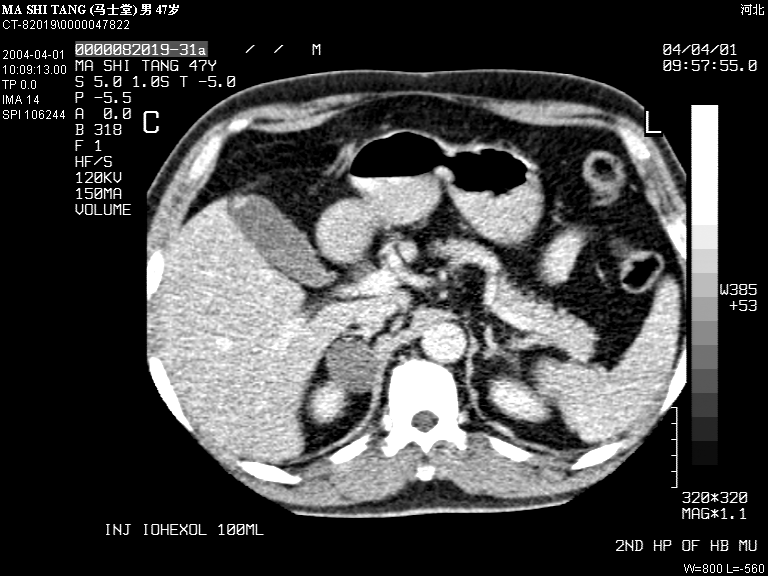 MA SHI TANG (马士堂) 男 47岁
河北
CT-82019\0000047822
2004-04-01
10:09:13.00
TP 0.0
IMA 14
SPI 106244
0000082019-31a / / M
MA SHI TANG 47Y
S 5.0 1.0S T -5.0
P -5.5
A 0.0
B 318
F 1
HF/S
120KV
150MA
VOLUME
04/04/01
09:57:55.0
C
L
W385
+53
320*320
MAG*1.1
INJ IOHEXOL 100ML
2ND HP OF HB MU
W=800 L=-560